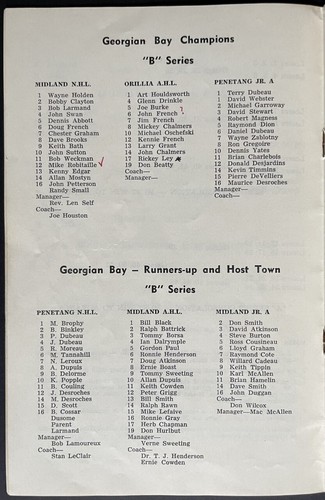 Georgian Bay Champions
"B" Series
MIDLAND N.H.L.
1 Wayne Holden
2 Bobby Clayton
3 Bob Larmand
4 John Swan
5 Dennis Abbott
6 Doug French
7 Chester Graham
8 Dave Brooks
9 Keith Bath
10 John Sutton
11 Bob Weckman
12 Mike Robitaille
13 Kenny Edgar
14 Allan Mostyn
16 John Petterson
Randy Small
Manager—
Rev. Len Self
Coach—
Joe Houston
ORILLIA A.H.L.
1 Art Houldsworth
4 Glenn Drinkle
5 Joe Burke
6 John French ?
7 Jim French
8 Mickey Chalmers
10 Michael Oschefski
12 Kennie French
13 Larry Grant
14 John Chalmers
17 Rickey Ley
19 Don Beatty
Coach—
Manager—
PENETANG JR. A
1 Terry Dubeau
1 David Webster
2 Michael Garroway
3 David Stewart
4 Robert Magness
5 Raymond Dion
6 Daniel Dubeau
7 Wayne Zablotny
8 Ron Gregoire
10 Dennis Yates
11 Brian Charlebois
12 Donald Desjardins
14 Kevin Timmins
15 Pierre DeVilliers
16 Maurice Desroches
Manager—
Coach—
Georgian Bay – Runners-up and Host Town
"B" Series
PENETANG N.H.L.
1 M. Brophy
2 B. Binkley
3 P. Dubeau
4 J. Dubeau
5 R. Moreau
6 M. Tannahill
7 N. Leroux
8 A. Dupuis
9 B. Delorme
10 K. Popple
11 B. Couling
12 J. Desroches
14 M. Desroches
15 D. Scott
16 B. Cossar
Dusome
Parent
Larmand
Manager—
Bob Lamoureux
Coach—
Stan LeClair
MIDLAND A.H.L.
1 Bill Black
2 Ralph Battrick
3 Tommy Borsa
4 Ian Dalrymple
5 Gordon Paul
6 Ronnie Henderson
7 Doug Atkinson
8 Ernie Boast
9 Tommy Sweeting
10 Allan Dupuis
11 Keith Cowden
12 Peter Grigg
13 Bill Smith
14 Ralph Rawn
15 Mike Lefaive
16 Ronnie Gray
17 Herb Chapman
19 Don Hurlbut
Manager—
Verne Sweeting
Coach—
Dr. T. J. Henderson
Ernie Cowden
MIDLAND JR. A
2 Don Smith
3 David Atkinson
4 Steve Burton
5 Ross Cousineau
6 Lloyd Graham
7 Raymond Cote
8 Willard Cadeau
9 Keith Tippin
10 Karl McAllen
11 Brian Hamelin
14 Dave Smith
16 John Duggan
Coach—
Don Wilcox
Manager—Mac McAllen